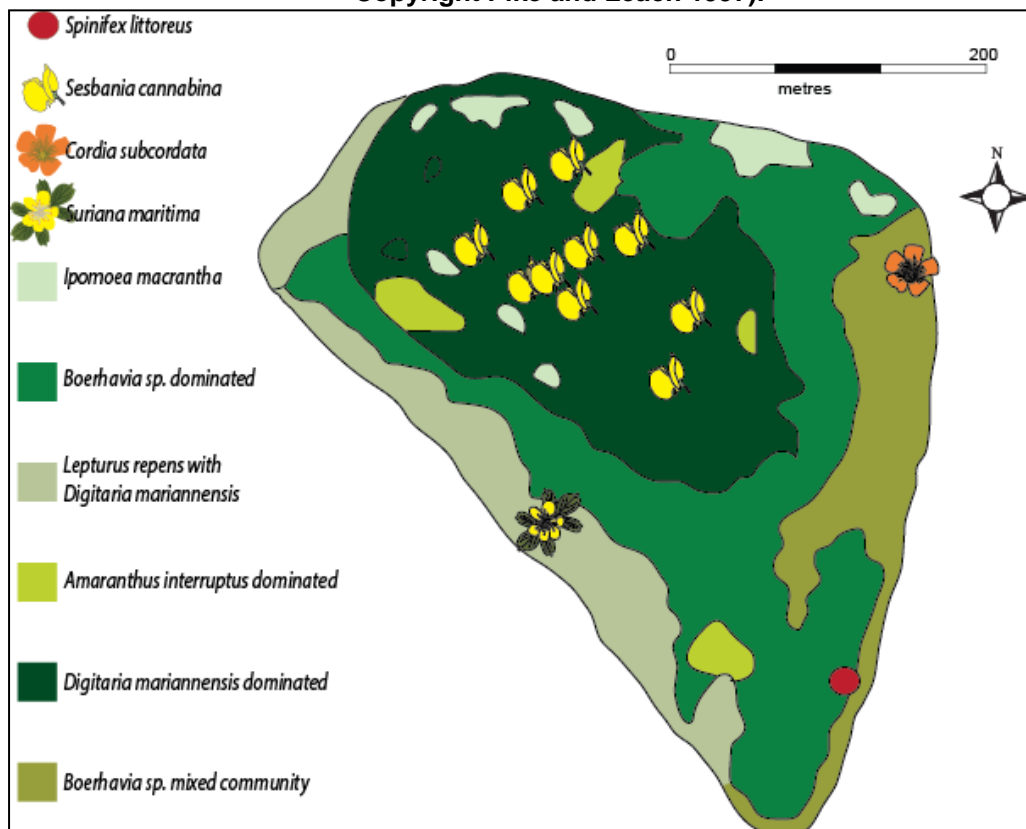 Spinifex littoreus
Sesbania cannabina
Cordia subcordata
Suriana maritima
Ipomoea macrantha
Boerhavia sp. dominated
Lepturus repens with
Digitaria mariannensis
Amaranthus interruptus dominated
Digitaria mariannensis dominated
Boerhavia sp. mixed community
0 200
metres
N